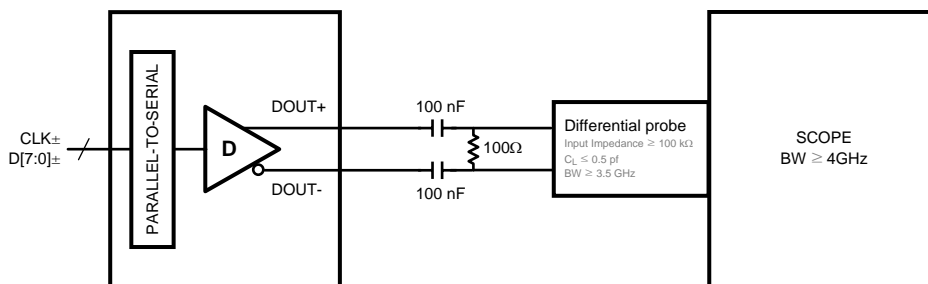 CLK±
D[7:0]±
PARALLEL-TO-SERIAL
D
DOUT+
DOUT-
100 nF
100Ω
100 nF
Differential probe
Input Impedance ≥ 100 kΩ
CL ≤ 0.5 pf
BW ≥ 3.5 GHz
SCOPE
BW ≥ 4GHz